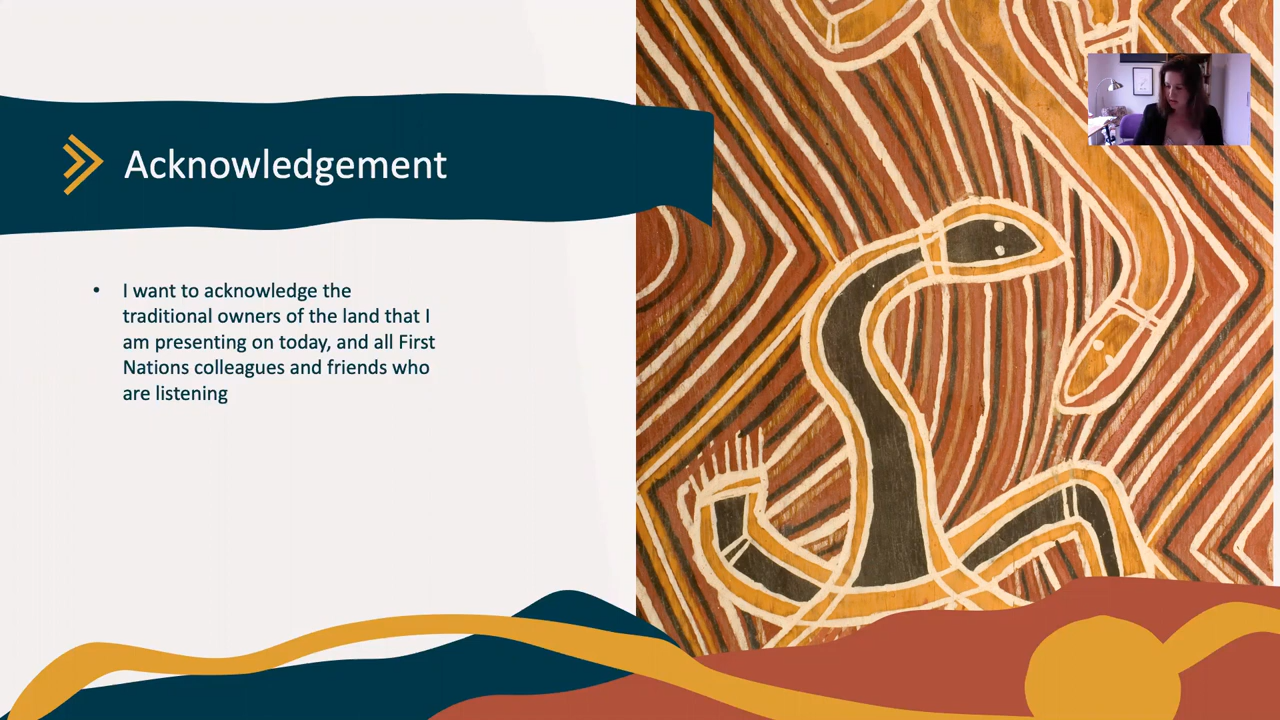 Acknowledgement
• I want to acknowledge the
traditional owners of the land that I
am presenting on today, and all First
Nations colleagues and friends who
are listening